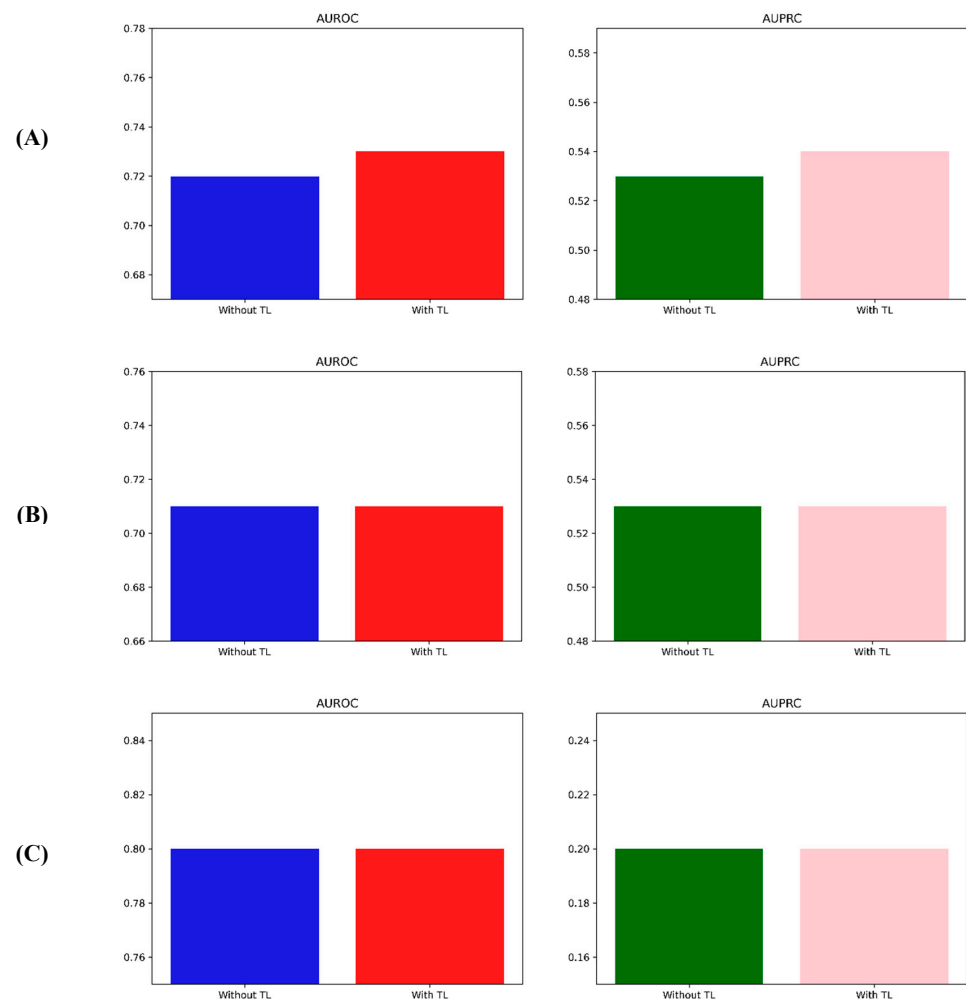 AUROC
0.78
0.76
0.74
0.72
0.70
0.68
Without TL With TL
AUPRC
0.58
0.56
0.54
0.52
0.50
0.48
Without TL With TL
(A)
AUROC
0.76
0.74
0.72
0.70
0.68
0.66
Without TL With TL
AUPRC
0.58
0.56
0.54
0.52
0.50
0.48
Without TL With TL
(B)
AUROC
0.84
0.82
0.80
0.78
0.76
Without TL With TL
AUPRC
0.24
0.22
0.20
0.18
0.16
Without TL With TL
(C)